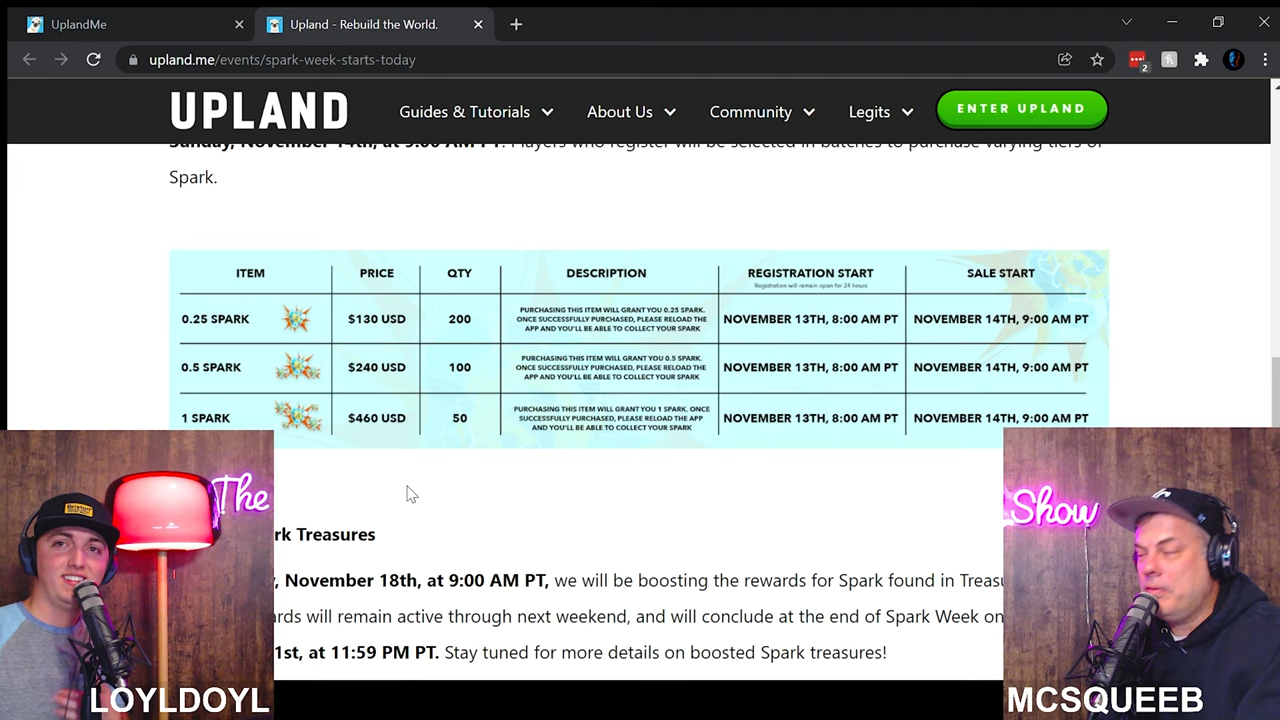 UplandMe
Upland - Rebuild the World.
upland.me/events/spark-week-starts-today
2
UPLAND
Guides & Tutorials
About Us
Community
Legits
ENTER UPLAND
Sunday, November 14th, at 9:00 AM PT. Players who register will be selected in batches to purchase varying tiers of
Spark.
ITEM PRICE QTY DESCRIPTION REGISTRATION START SALE START
Registration will remain open for 24 hours
0.25 SPARK $130 USD 200 PURCHASING THIS ITEM WILL GRANT YOU 0.25 SPARK. ONCE SUCCESSFULLY PURCHASED, PLEASE RELOAD THE APP AND YOU'LL BE ABLE TO COLLECT YOUR SPARK NOVEMBER 13TH, 8:00 AM PT NOVEMBER 14TH, 9:00 AM PT
0.5 SPARK $240 USD 100 PURCHASING THIS ITEM WILL GRANT YOU 0.5 SPARK. ONCE SUCCESSFULLY PURCHASED, PLEASE RELOAD THE APP AND YOU'LL BE ABLE TO COLLECT YOUR SPARK NOVEMBER 13TH, 8:00 AM PT NOVEMBER 14TH, 9:00 AM PT
1 SPARK $460 USD 50 PURCHASING THIS ITEM WILL GRANT YOU 1 SPARK. ONCE SUCCESSFULLY PURCHASED, PLEASE RELOAD THE APP AND YOU'LL BE ABLE TO COLLECT YOUR SPARK NOVEMBER 13TH, 8:00 AM PT NOVEMBER 14TH, 9:00 AM PT
rk Treasures
, November 18th, at 9:00 AM PT, we will be boosting the rewards for Spark found in Treasu
ards will remain active through next weekend, and will conclude at the end of Spark Week on
1st, at 11:59 PM PT. Stay tuned for more details on boosted Spark treasures!
The
Show
Brixton
LOYLDOYL
MCSQUEEB